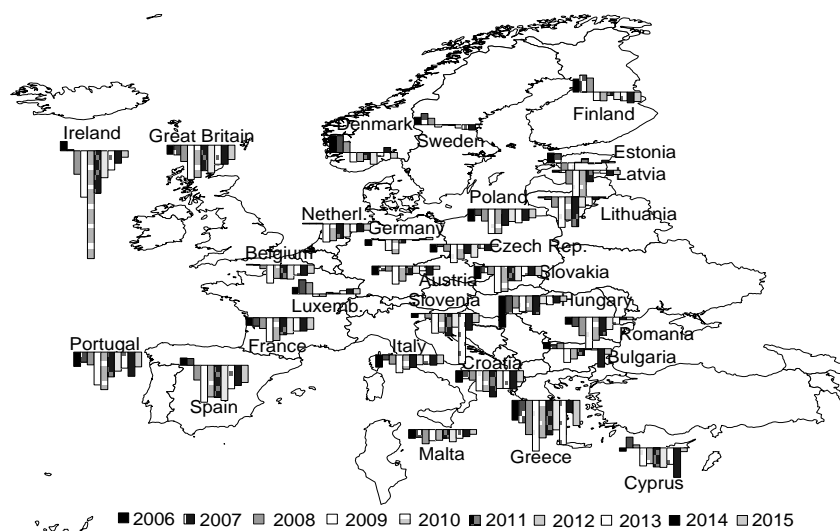 Ireland
Great Britain
Denmark
Sweden
Finland
Estonia
Latvia
Lithuania
Poland
Netherl.
Germany
Czech Rep.
Belgium
Austria
Slovakia
Luxemb.
Slovenia
Hungary
Romania
France
Portugal
Italy
Croatia
Bulgaria
Spain
Malta
Greece
Cyprus
2006 2007 2008 2009 2010 2011 2012 2013 2014 2015